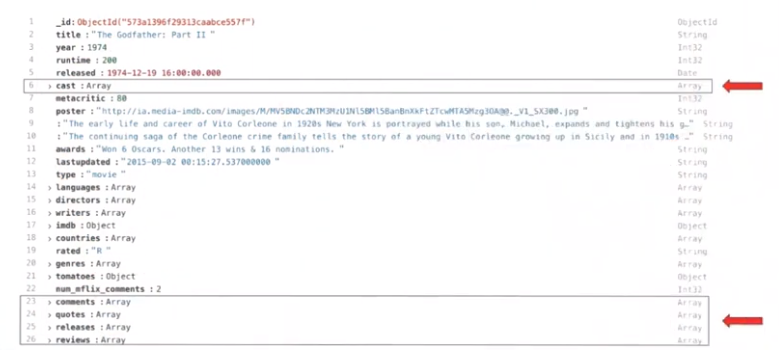 1 _id: ObjectId("573a1396f29313caabce557f") ObjectId
2 title : "The Godfather: Part II " String
3 year : 1974 Int32
4 runtime : 200 Int32
5 released : 1974-12-19 16:00:00.000 Date
6 > cast : Array Array
7 metacritic : 80 Int32
8 poster : "http://ia.media-imdb.com/images/M/MV5BNDc2NTM3MzU1Nl5BMl5BanBnXkFtZTcwMTA5Mzg3OA@@._V1_SX300.jpg " String
9 : "The early life and career of Vito Corleone in 1920s New York is portrayed while his son, Michael, expands and tightens his g…" String
10 : "The continuing saga of the Corleone crime family tells the story of a young Vito Corleone growing up in Sicily and in 1910s …" String
11 awards : "Won 6 Oscars. Another 13 wins & 16 nominations. " String
12 lastupdated : "2015-09-02 00:15:27.537000000 " String
13 type : "movie " String
14 > languages : Array Array
15 > directors : Array Array
16 > writers : Array Array
17 > imdb : Object Object
18 > countries : Array Array
19 rated : "R " String
20 > genres : Array Array
21 > tomatoes : Object Object
22 num_mflix_comments : 2 Int32
23 > comments : Array Array
24 > quotes : Array Array
25 > releases : Array Array
26 > reviews : Array Array